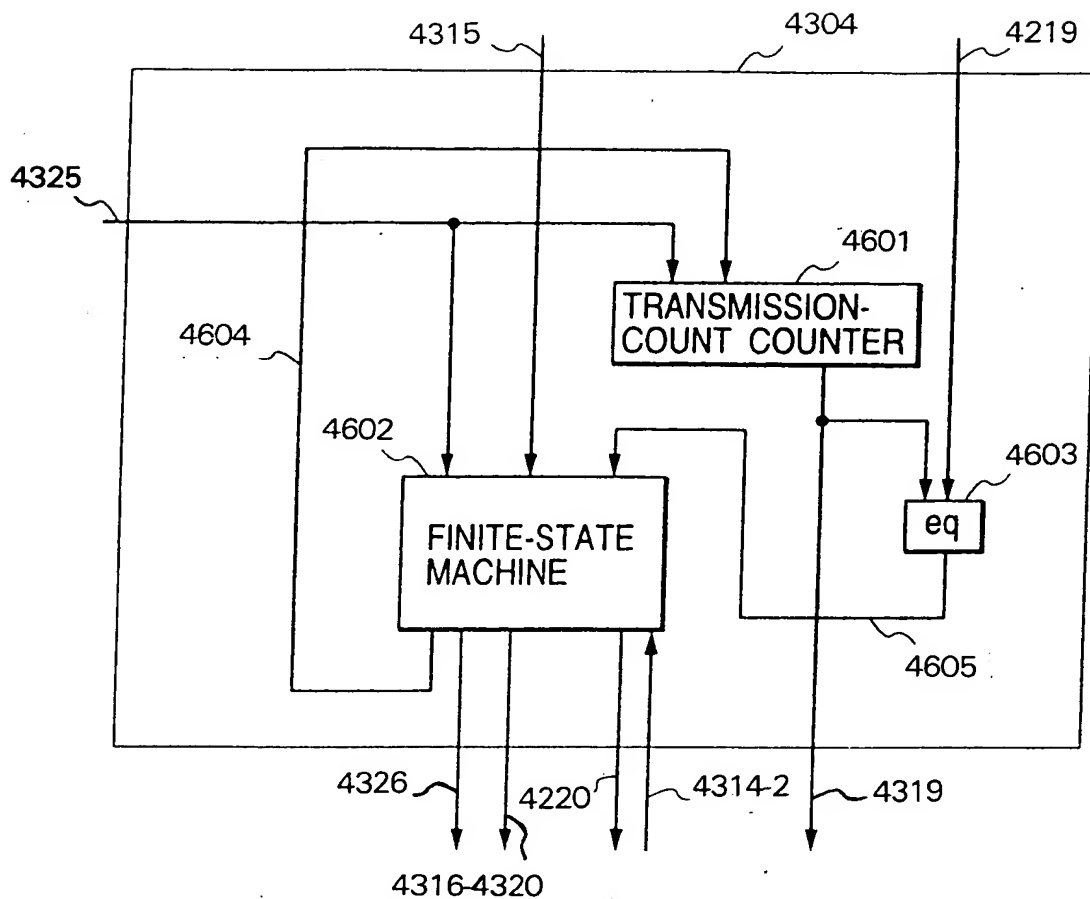 4315
4304
4219
4325
4601
TRANSMISSION-
COUNT COUNTER
4604
4602
4603
eq
FINITE-STATE
MACHINE
4605
4326
4220
4314-2
4319
4316-4320